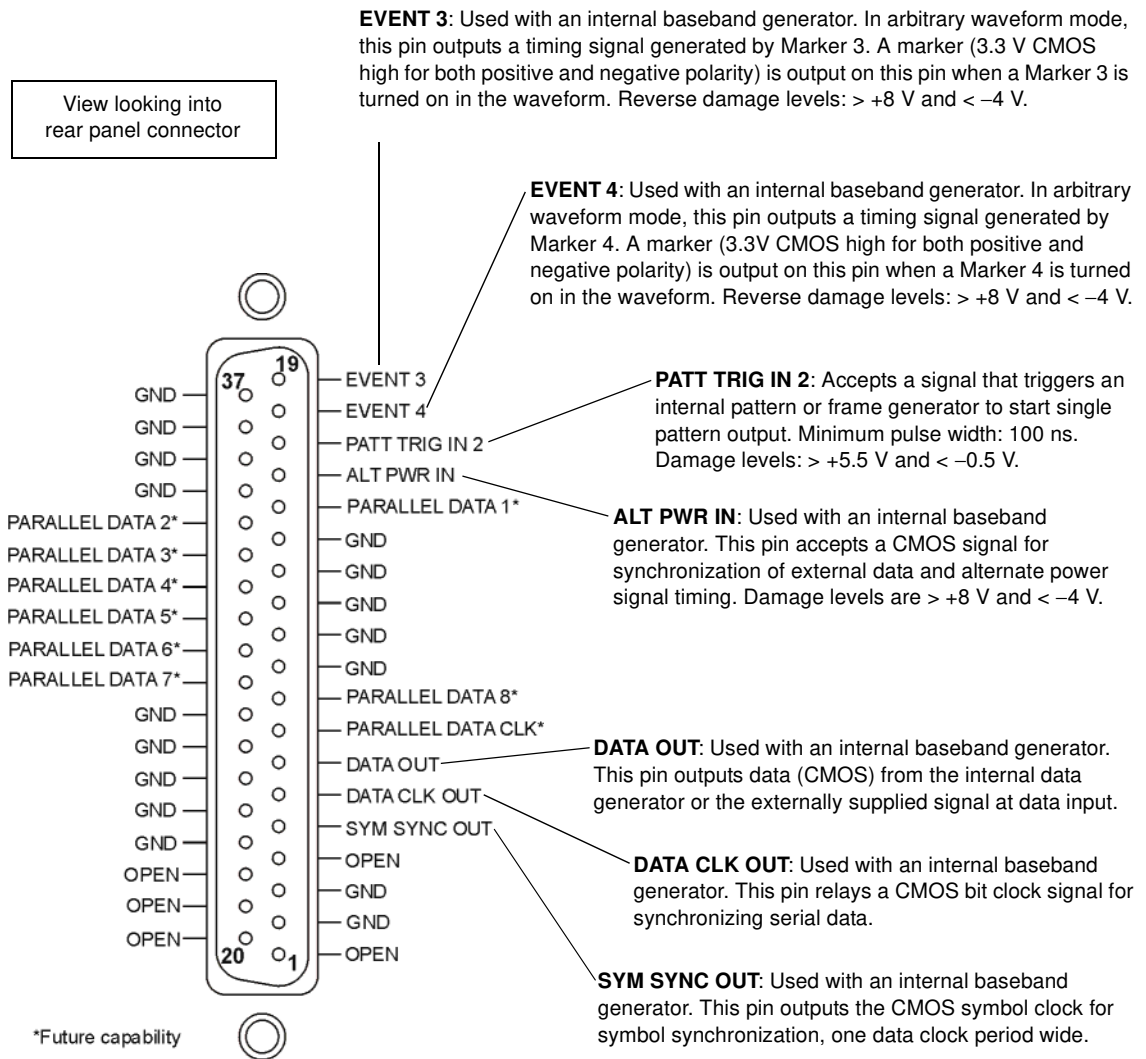 EVENT 3: Used with an internal baseband generator. In arbitrary waveform mode,
this pin outputs a timing signal generated by Marker 3. A marker (3.3 V CMOS
high for both positive and negative polarity) is output on this pin when a Marker 3 is
turned on in the waveform. Reverse damage levels: > +8 V and < −4 V.
View looking into
rear panel connector
EVENT 4: Used with an internal baseband generator. In arbitrary
waveform mode, this pin outputs a timing signal generated by
Marker 4. A marker (3.3V CMOS high for both positive and
negative polarity) is output on this pin when a Marker 4 is turned
on in the waveform. Reverse damage levels: > +8 V and < −4 V.
PATT TRIG IN 2: Accepts a signal that triggers an
internal pattern or frame generator to start single
pattern output. Minimum pulse width: 100 ns.
Damage levels: > +5.5 V and < −0.5 V.
ALT PWR IN: Used with an internal baseband
generator. This pin accepts a CMOS signal for
synchronization of external data and alternate power
signal timing. Damage levels are > +8 V and < −4 V.
DATA OUT: Used with an internal baseband generator.
This pin outputs data (CMOS) from the internal data
generator or the externally supplied signal at data input.
DATA CLK OUT: Used with an internal baseband
generator. This pin relays a CMOS bit clock signal for
synchronizing serial data.
SYM SYNC OUT: Used with an internal baseband
generator. This pin outputs the CMOS symbol clock for
symbol synchronization, one data clock period wide.
GND
GND
GND
GND
PARALLEL DATA 2*
PARALLEL DATA 3*
PARALLEL DATA 4*
PARALLEL DATA 5*
PARALLEL DATA 6*
PARALLEL DATA 7*
GND
GND
GND
GND
GND
OPEN
OPEN
OPEN
37
19
20
1
EVENT 3
EVENT 4
PATT TRIG IN 2
ALT PWR IN
PARALLEL DATA 1*
GND
GND
GND
GND
GND
PARALLEL DATA 8*
PARALLEL DATA CLK*
DATA OUT
DATA CLK OUT
SYM SYNC OUT
OPEN
GND
GND
OPEN
*Future capability